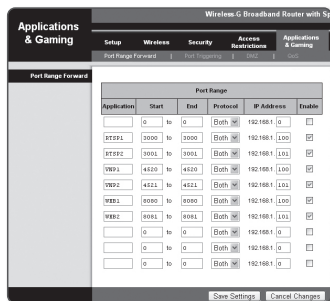 Wireless-G Broadband Router with Sp
Applications & Gaming
Setup Wireless Security Access Restrictions Applications & Gaming
Port Range Forward | Port Triggering | DMZ | QoS
Port Range Forward
Port Range
Application Start End Protocol IP Address Enable
0 to 0 Both 192.168.1. 0
RTSP1 3000 to 3000 Both 192.168.1. 100
RTSP2 3001 to 3001 Both 192.168.1. 101
VNP1 4520 to 4520 Both 192.168.1. 100
VNP2 4521 to 4521 Both 192.168.1. 101
WEB1 8080 to 8080 Both 192.168.1. 100
WEB2 8081 to 8081 Both 192.168.1. 101
0 to 0 Both 192.168.1. 0
0 to 0 Both 192.168.1. 0
0 to 0 Both 192.168.1. 0
Save Settings Cancel Changes